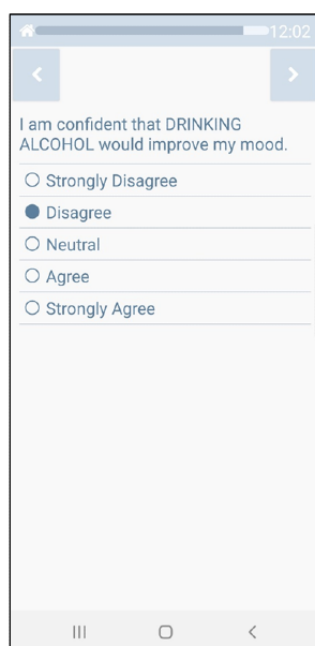 12:02
I am confident that DRINKING
ALCOHOL would improve my mood.
Strongly Disagree
Disagree
Neutral
Agree
Strongly Agree